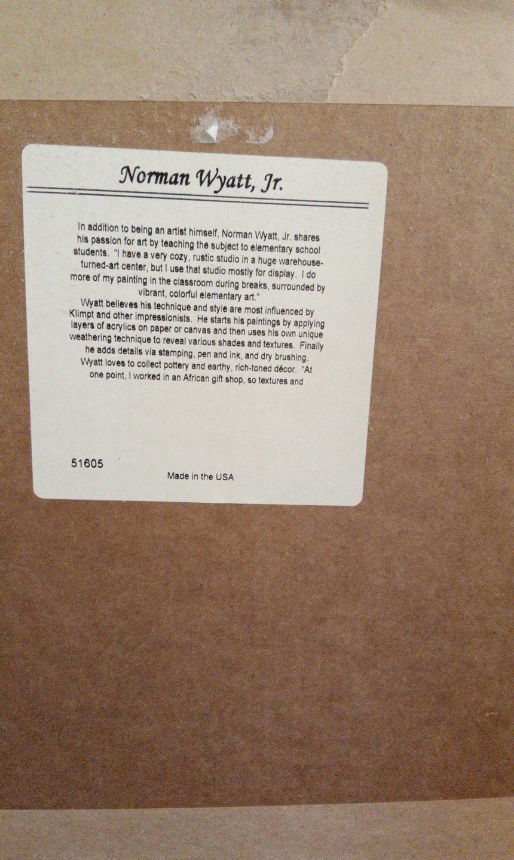 Norman Wyatt, Jr.
In addition to being an artist himself, Norman Wyatt, Jr. shares
his passion for art by teaching the subject to elementary school
students. "I have a very cozy, rustic studio in a huge warehouse-
turned-art center, but I use that studio mostly for display. I do
more of my painting in the classroom during breaks, surrounded by
vibrant, colorful elementary art."
Wyatt believes his technique and style are most influenced by
Klimpt and other impressionists. He starts his paintings by applying
layers of acrylics on paper or canvas and then uses his own unique
weathering technique to reveal various shades and textures. Finally
he adds details via stamping, pen and ink, and dry brushing.
Wyatt loves to collect pottery and earthy, rich-toned décor. "At
one point, I worked in an African gift shop, so textures and
51605
Made in the USA